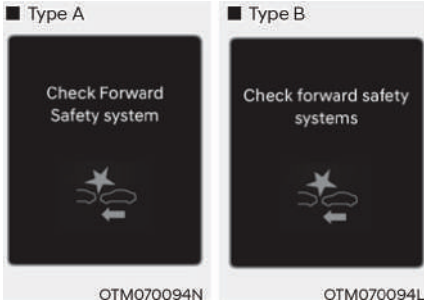 ■ Type A
Check Forward
Safety system
OTM070094N
■ Type B
Check forward safety
systems
OTM070094L